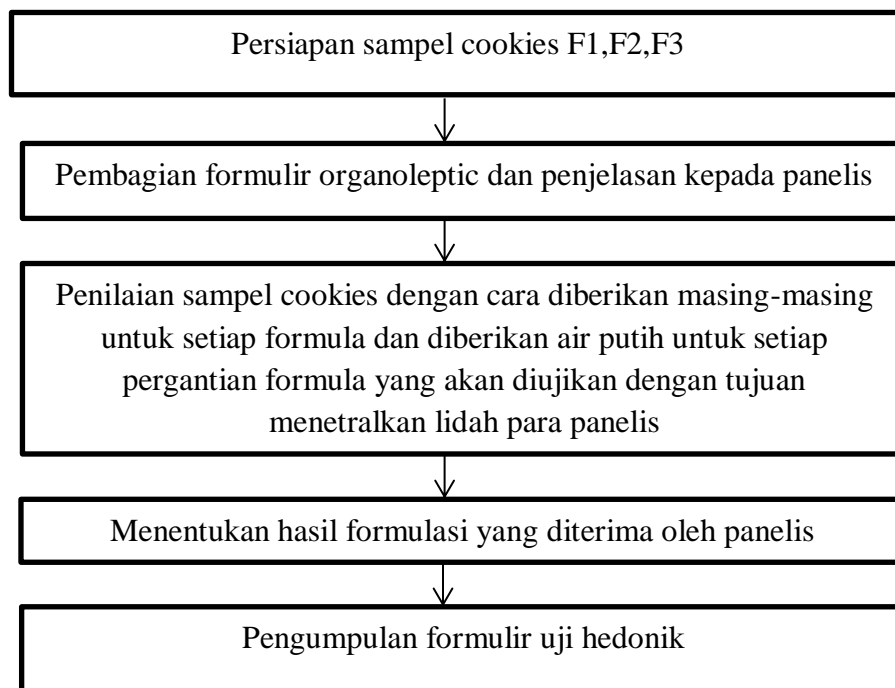 Persiapan sampel cookies F1,F2,F3
Pembagian formulir organoleptic dan penjelasan kepada panelis
Penilaian sampel cookies dengan cara diberikan masing-masing
untuk setiap formula dan diberikan air putih untuk setiap
pergantian formula yang akan diujikan dengan tujuan
menetralkan lidah para panelis
Menentukan hasil formulasi yang diterima oleh panelis
Pengumpulan formulir uji hedonik